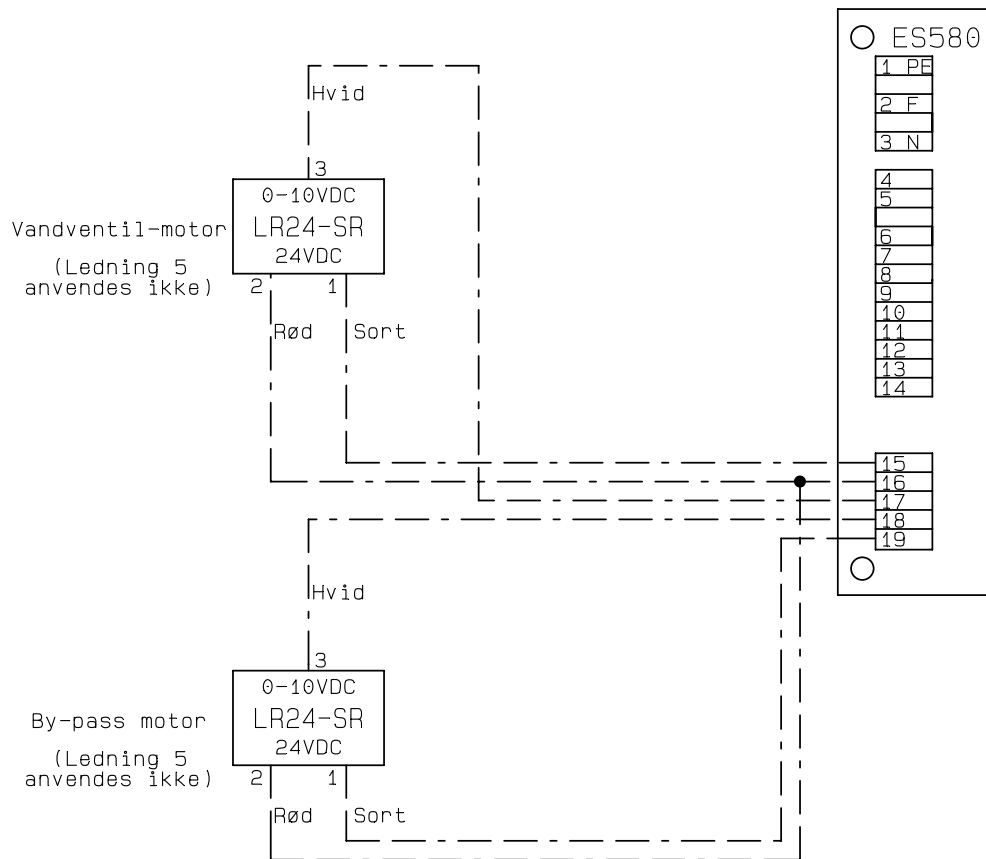 ES580
1 PE
2 F
3 N
4
5
6
7
8
9
10
11
12
13
14
15
16
17
18
19
Hvid
3
0-10VDC
LR24-SR
24VDC
Vandventil-motor
(Ledning 5
anvendes ikke)
2
1
Rød
Sort
Hvid
3
0-10VDC
LR24-SR
24VDC
By-pass motor
(Ledning 5
anvendes ikke)
2
1
Rød
Sort